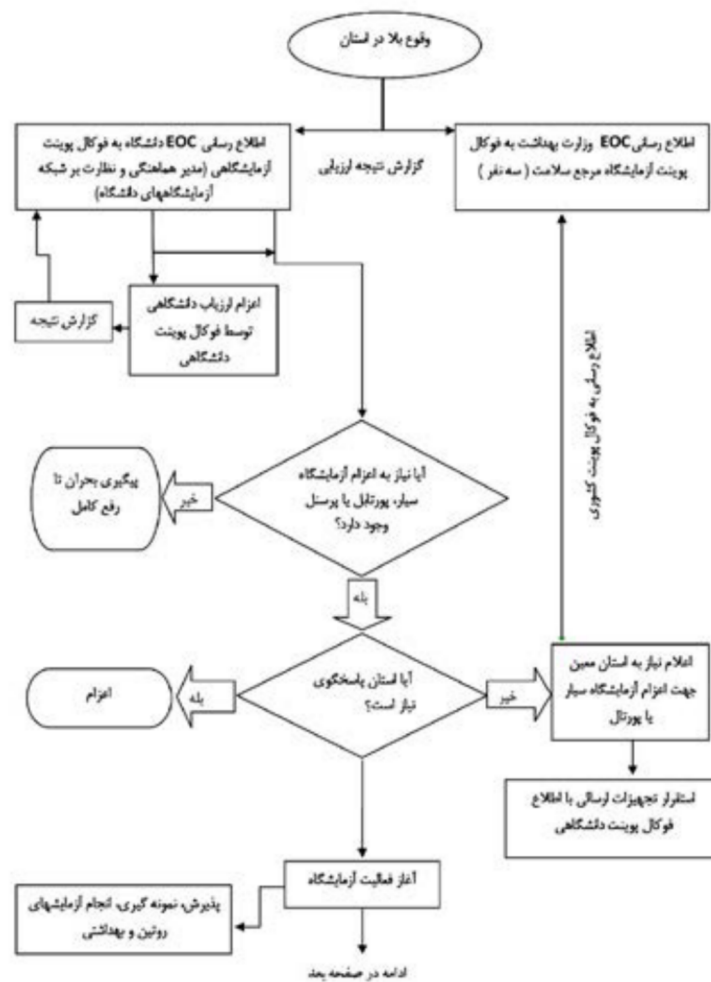 وقوع بلا در استان
اطلاع رسانی EOC وزارت بهداشت به فوکال
پوینت آزمایشگاه مرجع سلامت ( سه نفر )
گزارش نتیجه ارزیابی
اطلاع رسانی EOC دانشگاه به فوکال پوینت
آزمایشگاهی (مدیر هماهنگی و نظارت بر شبکه
آزمایشگاههای دانشگاه)
اعزام ارزیاب دانشگاهی
توسط فوکال پوینت
دانشگاهی
گزارش نتیجه
اطلاع رسانی به فوکال پوینت کشوری
آیا نیاز به اعزام آزمایشگاه
سیار، پورتابل یا پرسنل
وجود دارد؟
خیر
پیگیری بحران تا
رفع کامل
بله
آیا استان پاسخگوی
نیاز است؟
بله
اعزام
خیر
اعلام نیاز به استان معین
جهت اعزام آزمایشگاه سیار
یا پورتال
استقرار تجهیزات ارسالی با اطلاع
فوکال پوینت دانشگاهی
آغاز فعالیت آزمایشگاه
پذیرش، نمونه گیری، انجام آزمایشهای
روتین و بهداشتی
ادامه در صفحه بعد